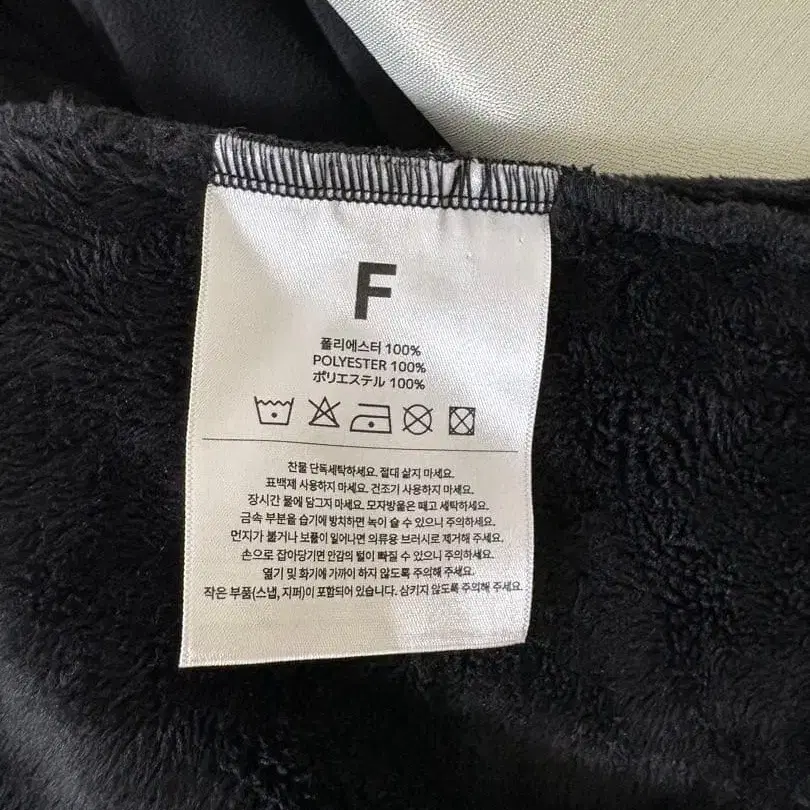 F
폴리에스터 100%
POLYESTER 100%
ポリエステル 100%
찬물 단독세탁하세요. 절대 삶지 마세요.
표백제 사용하지 마세요. 건조기 사용하지 마세요.
장시간 물에 담그지 마세요. 모자방울은 떼고 세탁하세요.
금속 부분을 습기에 방치하면 녹이 슬 수 있으니 주의하세요.
먼지가 붙거나 보풀이 일어나면 의류용 브러시로 제거해 주세요.
손으로 잡아당기면 안감의 털이 빠질 수 있으니 주의하세요.
열기 및 화기에 가까이 하지 않도록 주의해 주세요.
작은 부품(스냅, 지퍼)이 포함되어 있습니다. 삼키지 않도록 주의해 주세요.